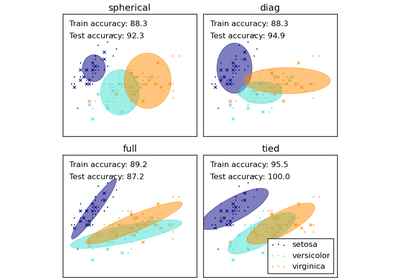 spherical
Train accuracy: 88.3
Test accuracy: 92.3
diag
Train accuracy: 88.3
Test accuracy: 94.9
full
Train accuracy: 89.2
Test accuracy: 87.2
tied
Train accuracy: 95.5
Test accuracy: 100.0
setosa
versicolor
virginica